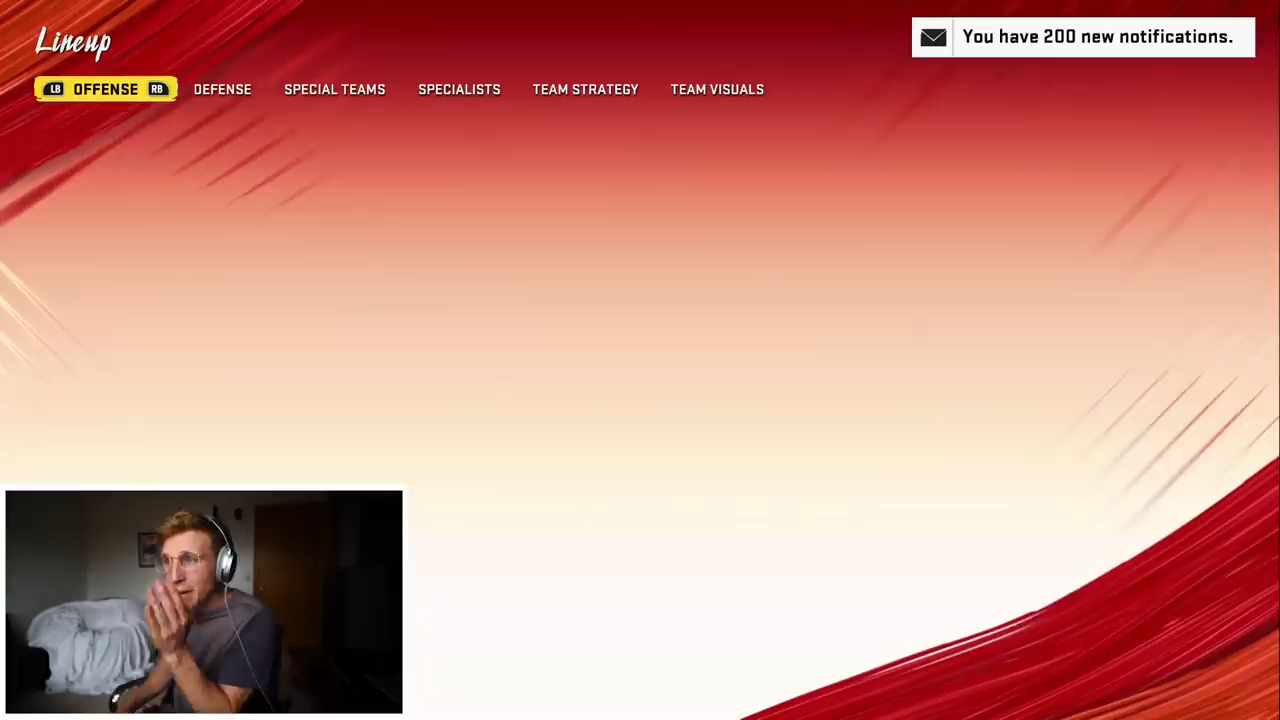 Lineup
You have 200 new notifications.
LB OFFENSE RB DEFENSE SPECIAL TEAMS SPECIALISTS TEAM STRATEGY TEAM VISUALS